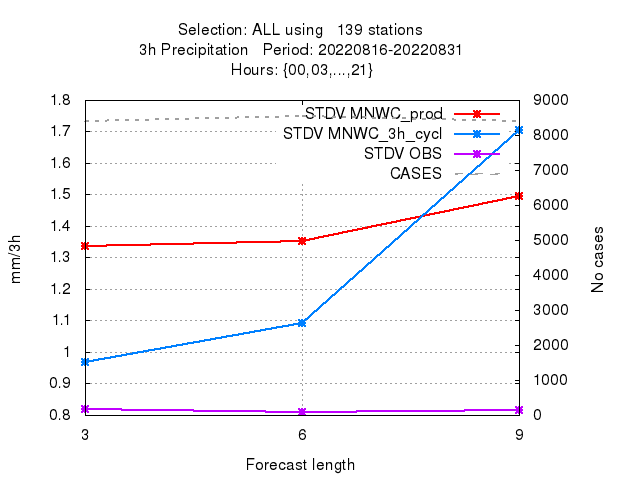 Selection: ALL using   139 stations
3h Precipitation   Period: 20220816-20220831
Hours: {00,03,...,21}
STDV MNWC_prod
STDV MNWC_3h_cycl
STDV OBS
CASES
1.8
1.7
1.6
1.5
1.4
1.3
1.2
1.1
1
0.9
0.8
mm/3h
9000
8000
7000
6000
5000
4000
3000
2000
1000
0
No cases
3 6 9
Forecast length